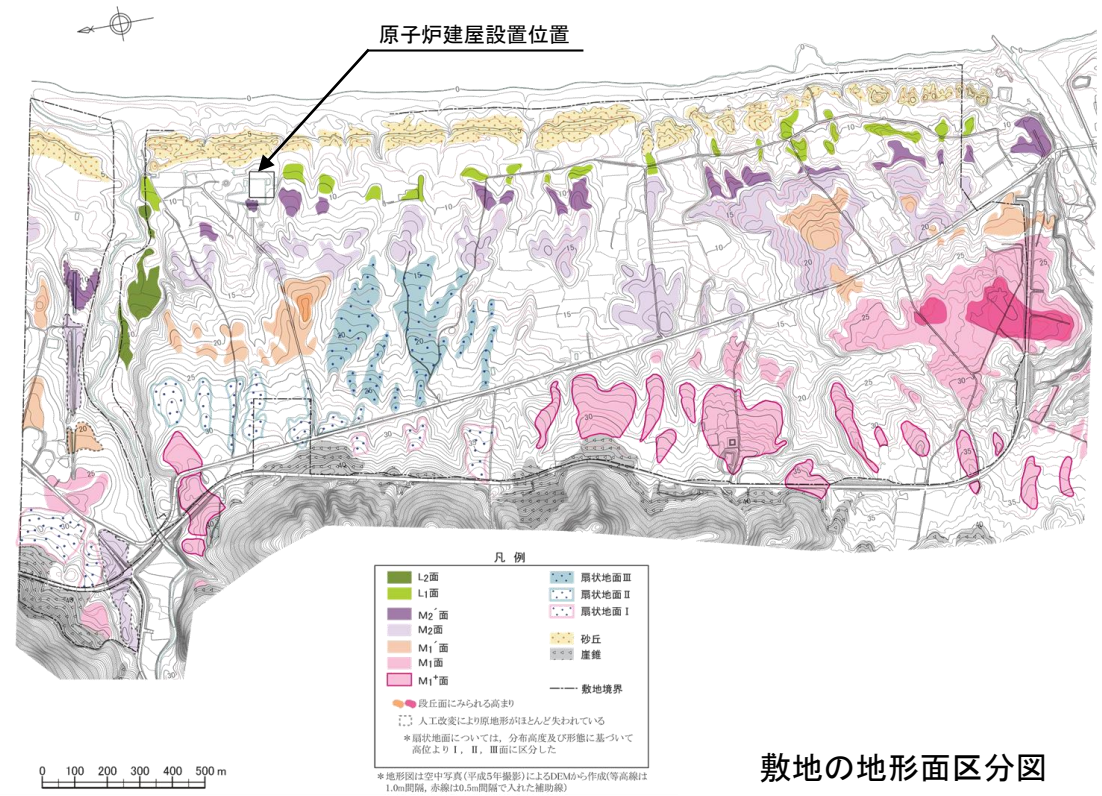 原子炉建屋設置位置
凡 例
L2面
L1面
M2´面
M2面
M1´面
M1面
M1+面
扇状地面Ⅲ
扇状地面Ⅱ
扇状地面Ⅰ
砂丘
崖錐
敷地境界
段丘面にみられる高まり
人工改変により原地形がほとんど失われている
＊扇状地面については，分布高度及び形態に基づいて
高位よりⅠ，Ⅱ，Ⅲ面に区分した
＊地形図は空中写真(平成5年撮影)によるDEMから作成(等高線は
1.0m間隔，赤線は0.5m間隔で入れた補助線)
0 100 200 300 400 500 m
敷地の地形面区分図